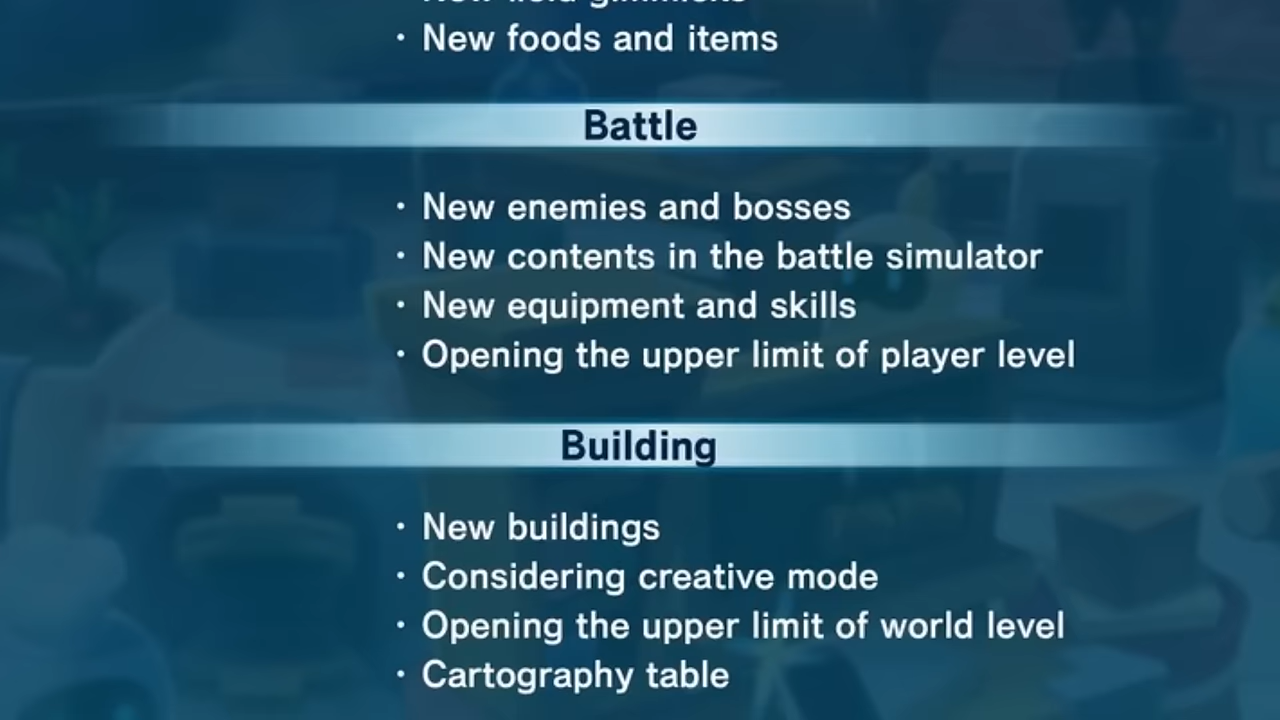 · New foods and items
Battle
· New enemies and bosses
· New contents in the battle simulator
· New equipment and skills
· Opening the upper limit of player level
Building
· New buildings
· Considering creative mode
· Opening the upper limit of world level
· Cartography table